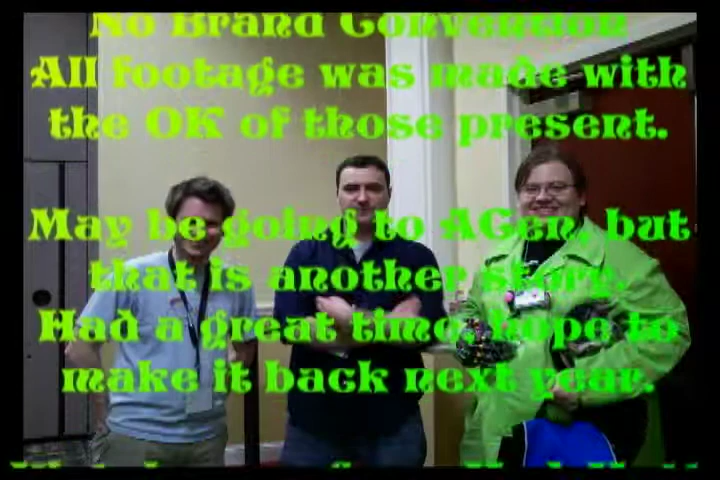 No Brand Convention
All footage was made with
the OK of those present.
May be going to AGen, but
that is another story.
Had a great time, hope to
make it back next year.